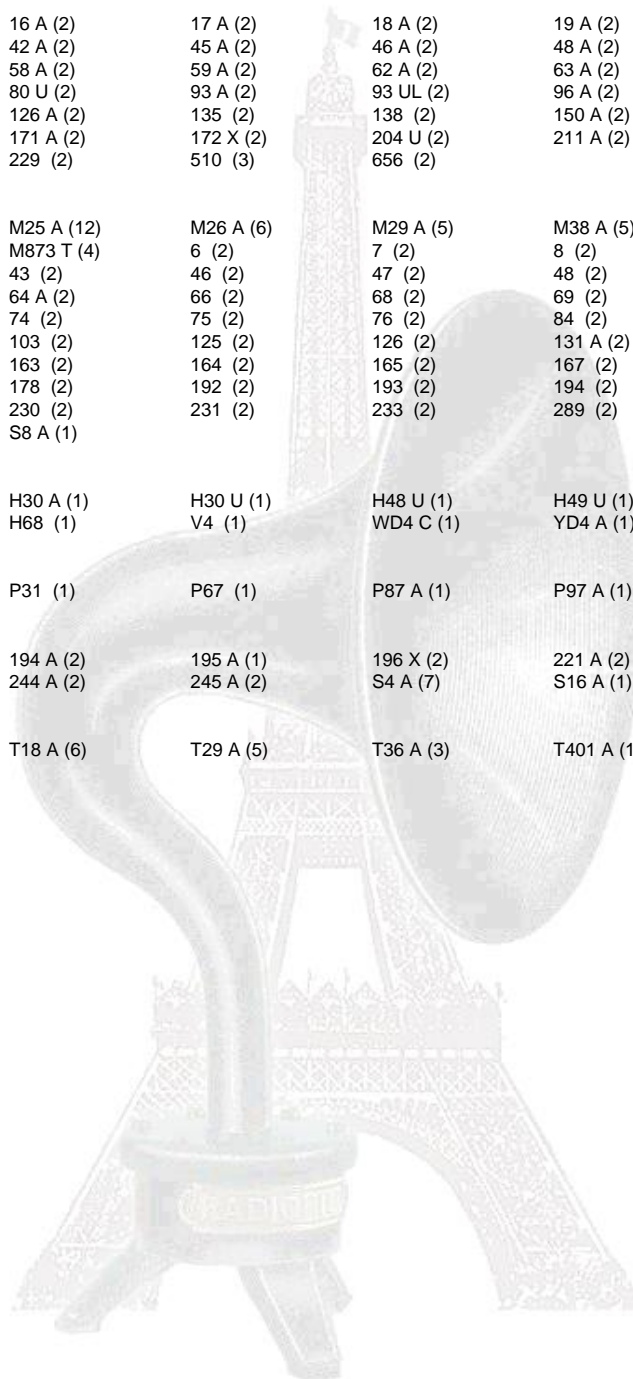 16 A (2) 17 A (2) 18 A (2) 19 A (2)
42 A (2) 45 A (2) 46 A (2) 48 A (2)
58 A (2) 59 A (2) 62 A (2) 63 A (2)
80 U (2) 93 A (2) 93 UL (2) 96 A (2)
126 A (2) 135 (2) 138 (2) 150 A (2)
171 A (2) 172 X (2) 204 U (2) 211 A (2)
229 (2) 510 (3) 656 (2)
M25 A (12) M26 A (6) M29 A (5) M38 A (5)
M873 T (4) 6 (2) 7 (2) 8 (2)
43 (2) 46 (2) 47 (2) 48 (2)
64 A (2) 66 (2) 68 (2) 69 (2)
74 (2) 75 (2) 76 (2) 84 (2)
103 (2) 125 (2) 126 (2) 131 A (2)
163 (2) 164 (2) 165 (2) 167 (2)
178 (2) 192 (2) 193 (2) 194 (2)
230 (2) 231 (2) 233 (2) 289 (2)
S8 A (1)
H30 A (1) H30 U (1) H48 U (1) H49 U (1)
H68 (1) V4 (1) WD4 C (1) YD4 A (1)
P31 (1) P67 (1) P87 A (1) P97 A (1)
194 A (2) 195 A (1) 196 X (2) 221 A (2)
244 A (2) 245 A (2) S4 A (7) S16 A (1)
T18 A (6) T29 A (5) T36 A (3) T401 A (1